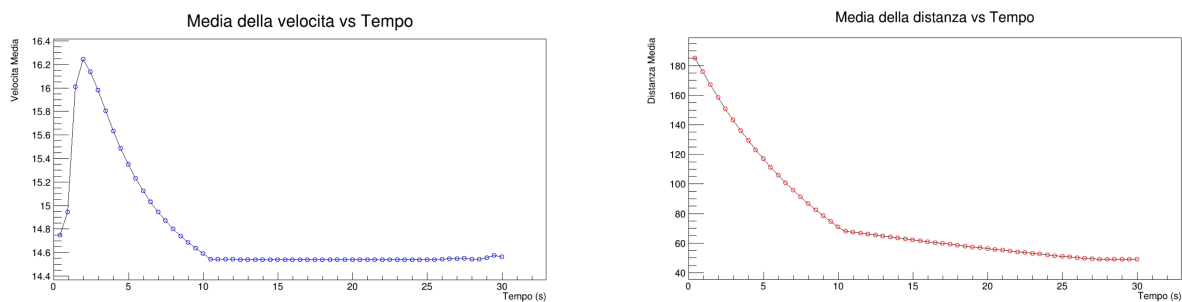 Media della velocita vs Tempo
Velocita Media
16.4
16.2
16
15.8
15.6
15.4
15.2
15
14.8
14.6
14.4
0 5 10 15 20 25 30
Tempo (s)
Media della distanza vs Tempo
Distanza Media
180
160
140
120
100
80
60
40
0 5 10 15 20 25 30
Tempo (s)